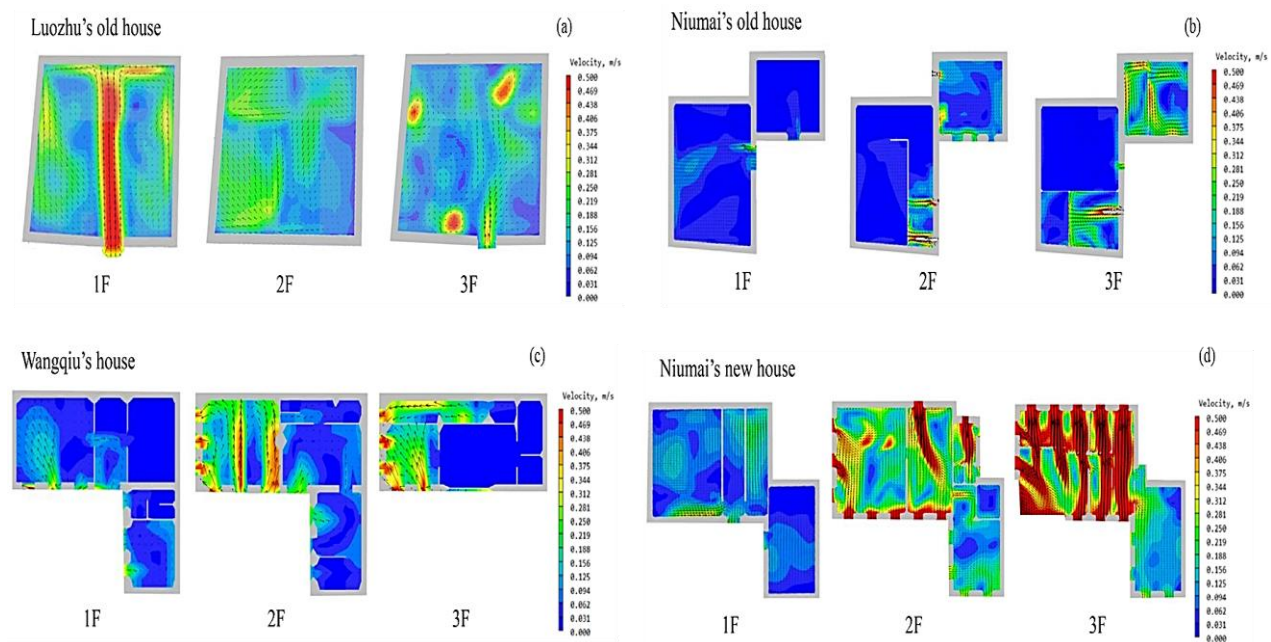 Luozhu's old house
(a)
Velocity, m/s
0.500
0.469
0.438
0.406
0.375
0.344
0.312
0.281
0.250
0.219
0.188
0.156
0.125
0.094
0.062
0.031
0.000
1F
2F
3F
Niumai's old house
(b)
Velocity, m/s
0.500
0.469
0.438
0.406
0.375
0.344
0.312
0.281
0.250
0.219
0.188
0.156
0.125
0.094
0.062
0.031
0.000
1F
2F
3F
Wangqiu's house
(c)
Velocity, m/s
0.500
0.469
0.438
0.406
0.375
0.344
0.312
0.281
0.250
0.219
0.188
0.156
0.125
0.094
0.062
0.031
0.000
1F
2F
3F
Niumai's new house
(d)
Velocity, m/s
0.500
0.469
0.438
0.406
0.375
0.344
0.312
0.281
0.250
0.219
0.188
0.156
0.125
0.094
0.062
0.031
0.000
1F
2F
3F